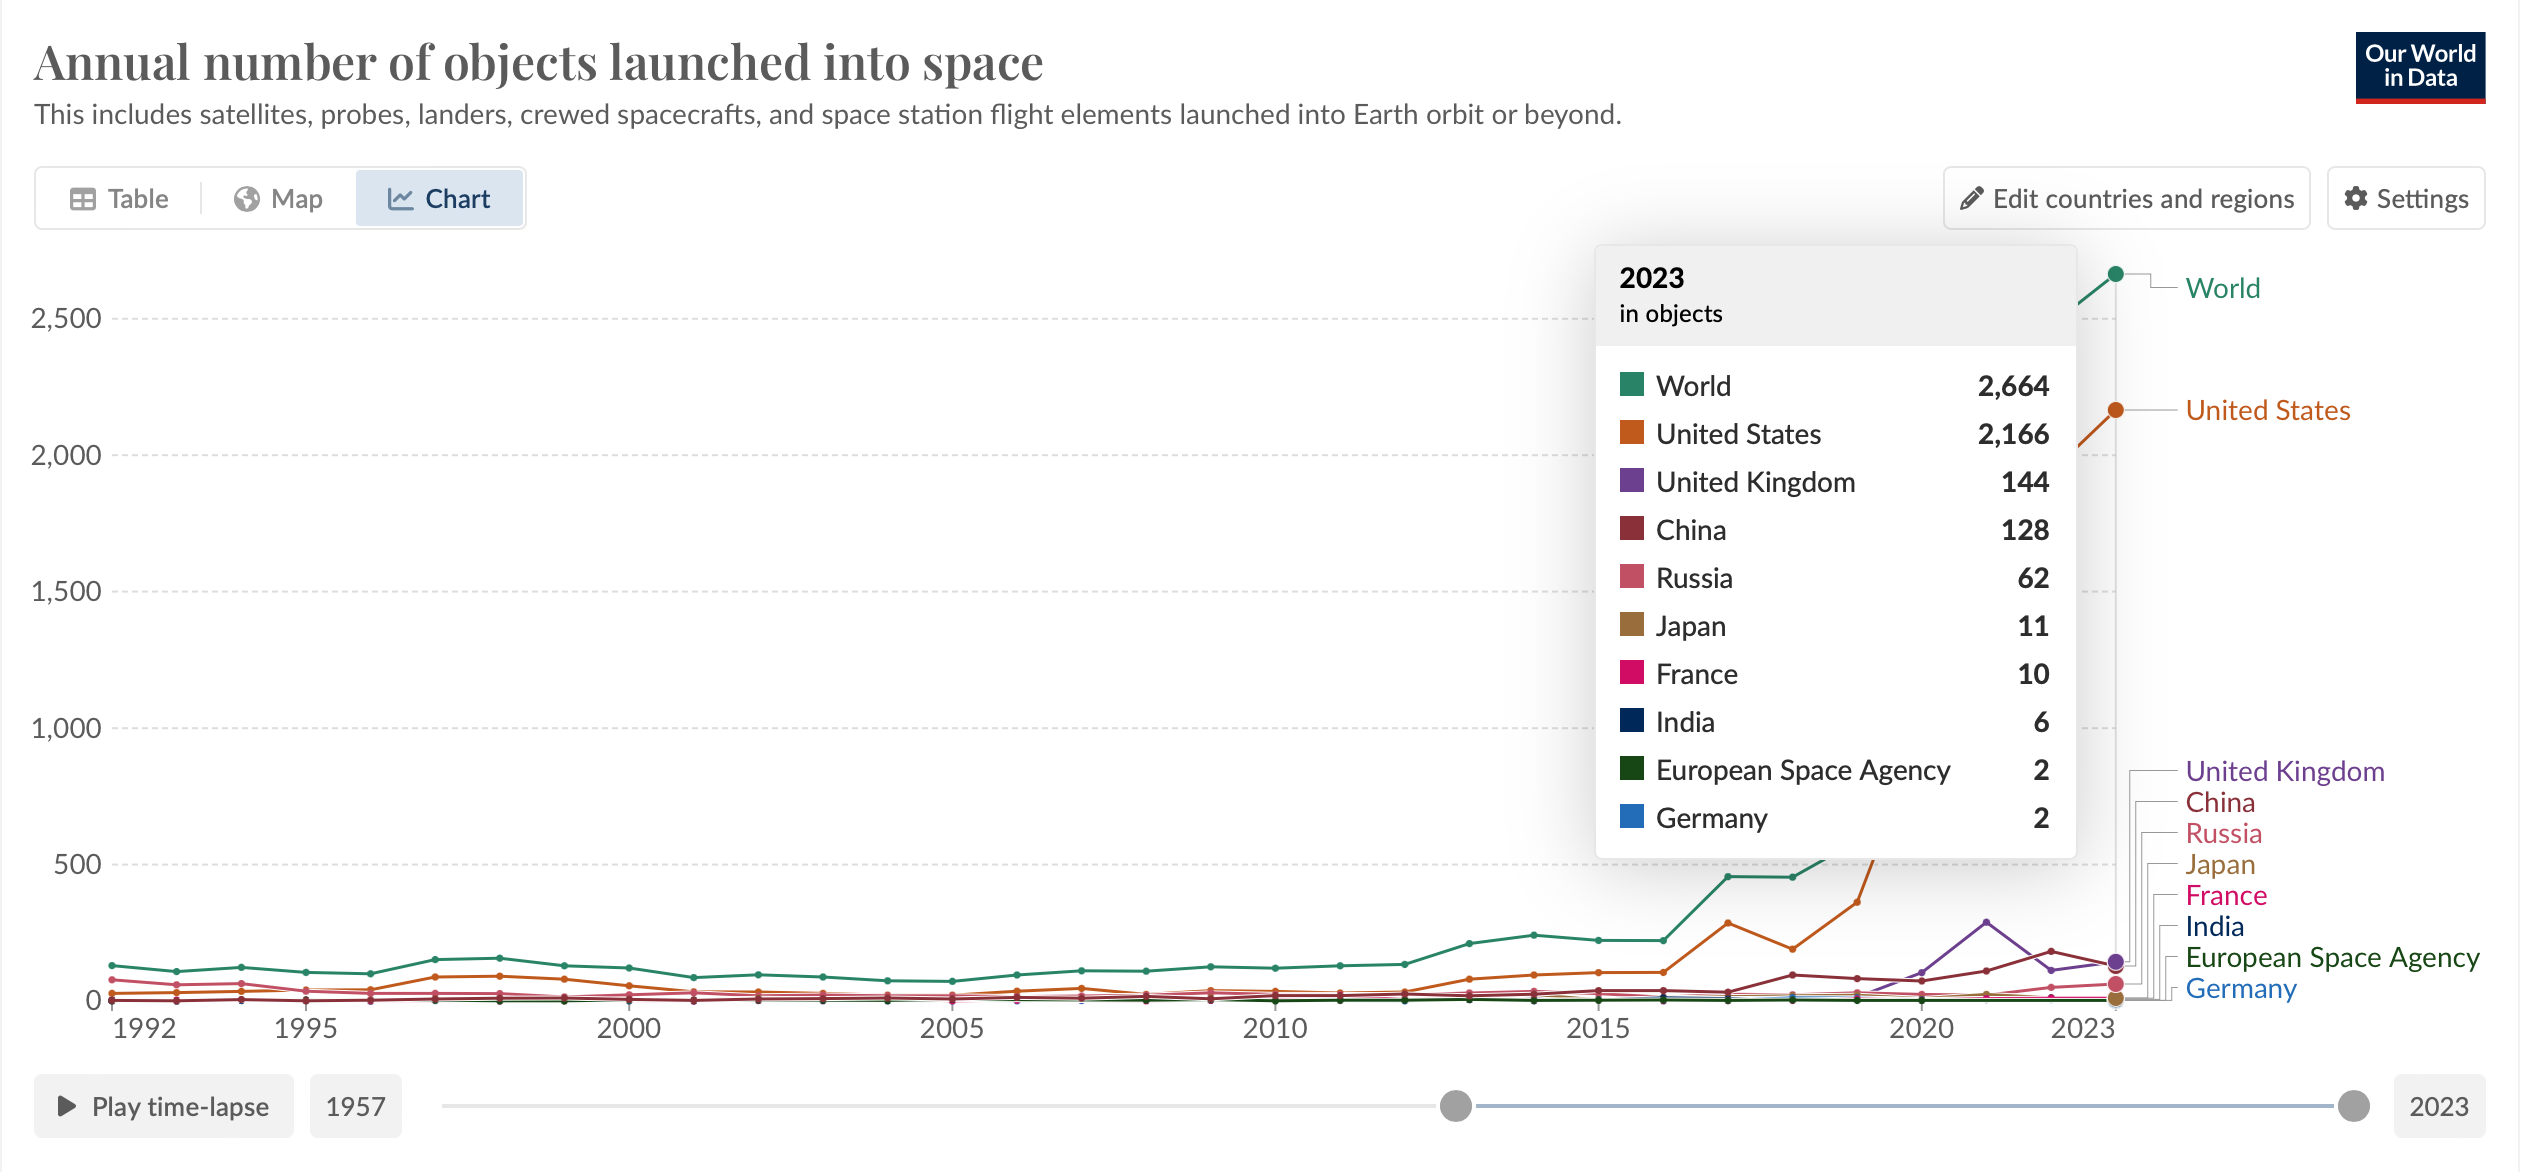 Annual number of objects launched into space
Our World
in Data
This includes satellites, probes, landers, crewed spacecrafts, and space station flight elements launched into Earth orbit or beyond.
Table
Map
Chart
Edit countries and regions
Settings
2023
in objects
World 2,664
United States 2,166
United Kingdom 144
China 128
Russia 62
Japan 11
France 10
India 6
European Space Agency 2
Germany 2
2,500
2,000
1,500
1,000
500
0
World
United States
United Kingdom
China
Russia
Japan
France
India
European Space Agency
Germany
1992 1995 2000 2005 2010 2015 2020 2023
Play time-lapse 1957 2023